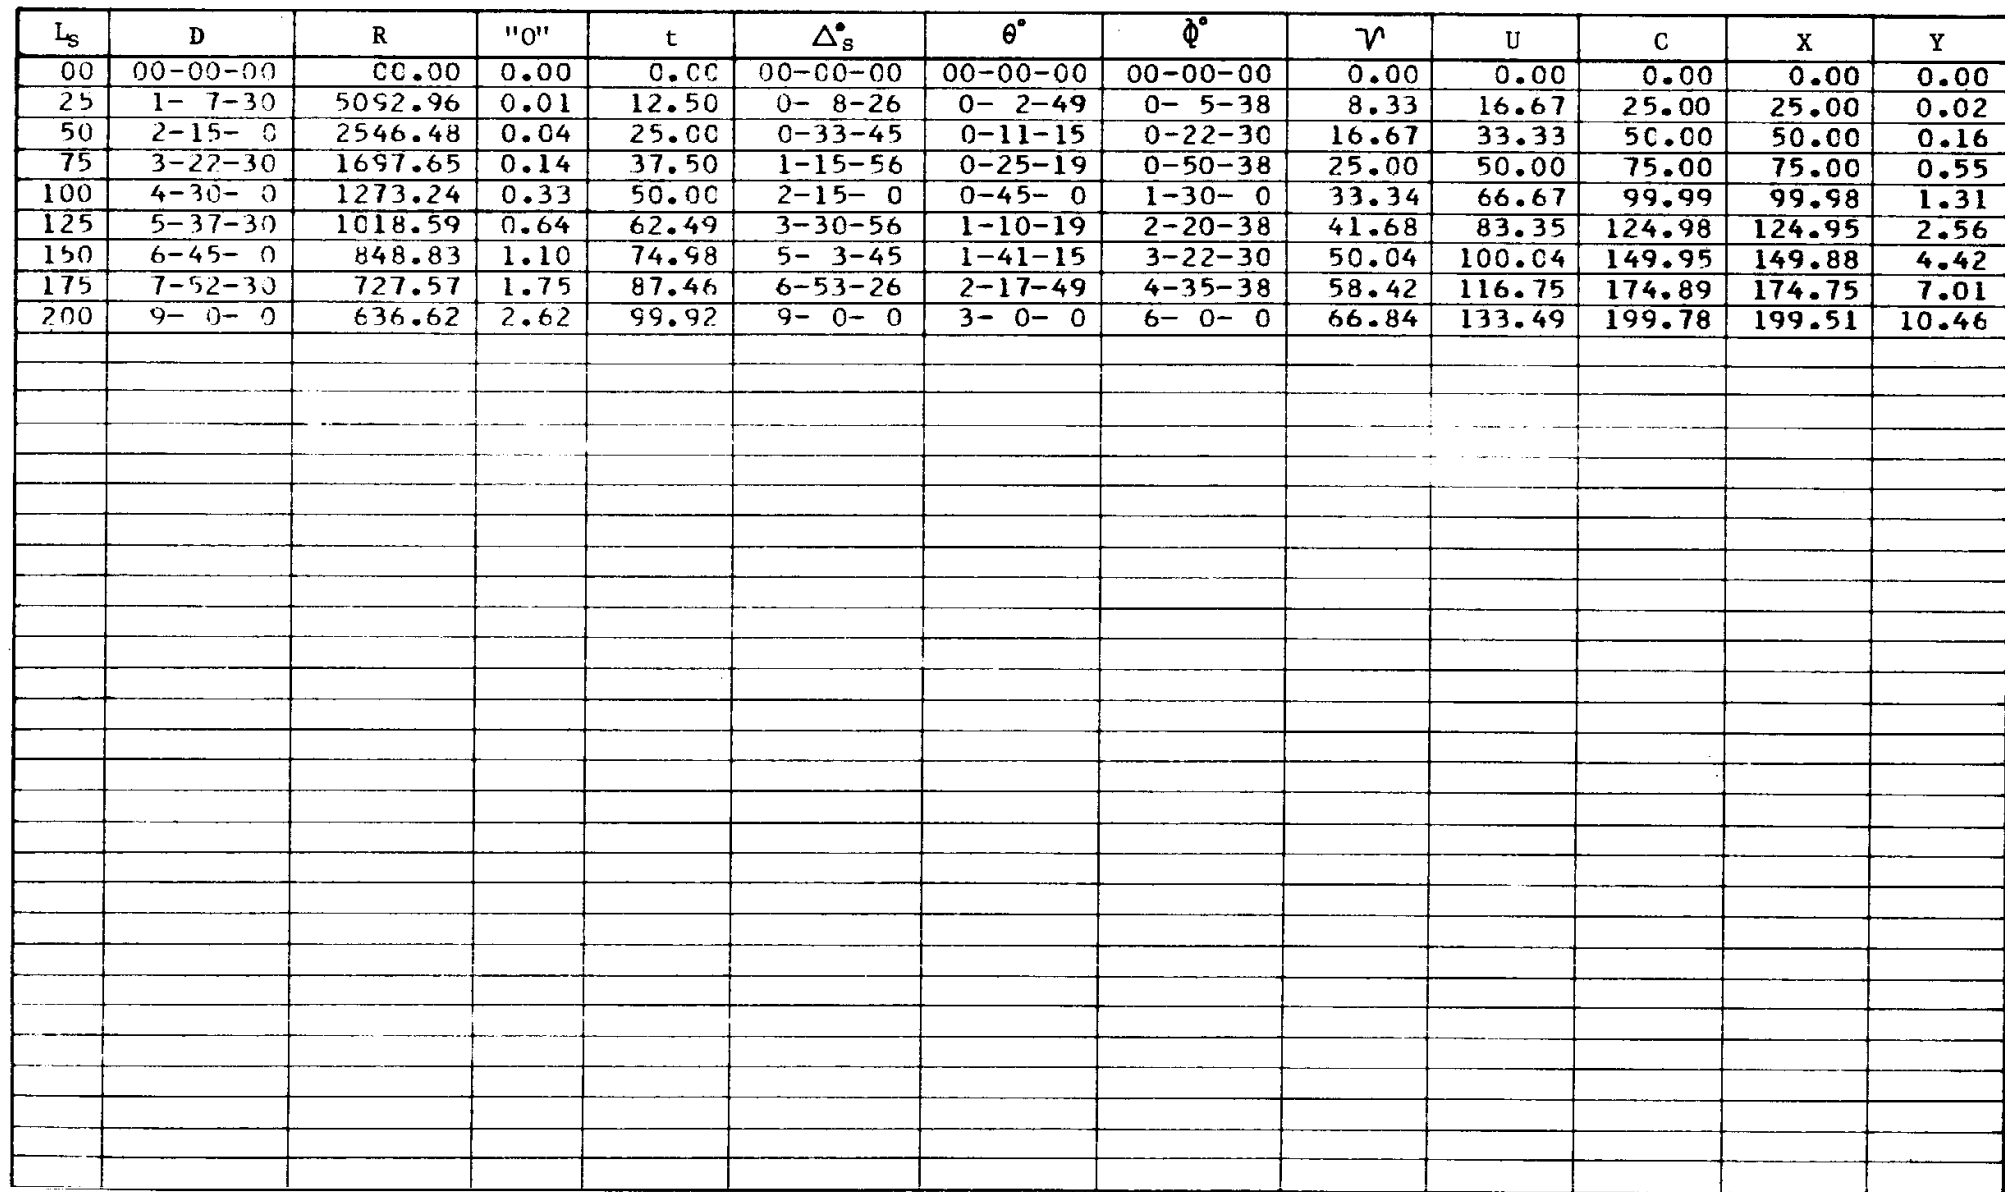 Ls D R "O" t Δ°s θ° Φ° 𝒱 U C X Y
00 00-00-00 00.00 0.00 0.00 00-00-00 00-00-00 00-00-00 0.00 0.00 0.00 0.00 0.00
25 1- 7-30 5092.96 0.01 12.50 0- 8-26 0- 2-49 0- 5-38 8.33 16.67 25.00 25.00 0.02
50 2-15- 0 2546.48 0.04 25.00 0-33-45 0-11-15 0-22-30 16.67 33.33 50.00 50.00 0.16
75 3-22-30 1697.65 0.14 37.50 1-15-56 0-25-19 0-50-38 25.00 50.00 75.00 75.00 0.55
100 4-30- 0 1273.24 0.33 50.00 2-15- 0 0-45- 0 1-30- 0 33.34 66.67 99.99 99.98 1.31
125 5-37-30 1018.59 0.64 62.49 3-30-56 1-10-19 2-20-38 41.68 83.35 124.98 124.95 2.56
150 6-45- 0 848.83 1.10 74.98 5- 3-45 1-41-15 3-22-30 50.04 100.04 149.95 149.88 4.42
175 7-52-30 727.57 1.75 87.46 6-53-26 2-17-49 4-35-38 58.42 116.75 174.89 174.75 7.01
200 9- 0- 0 636.62 2.62 99.92 9- 0- 0 3- 0- 0 6- 0- 0 66.84 133.49 199.78 199.51 10.46